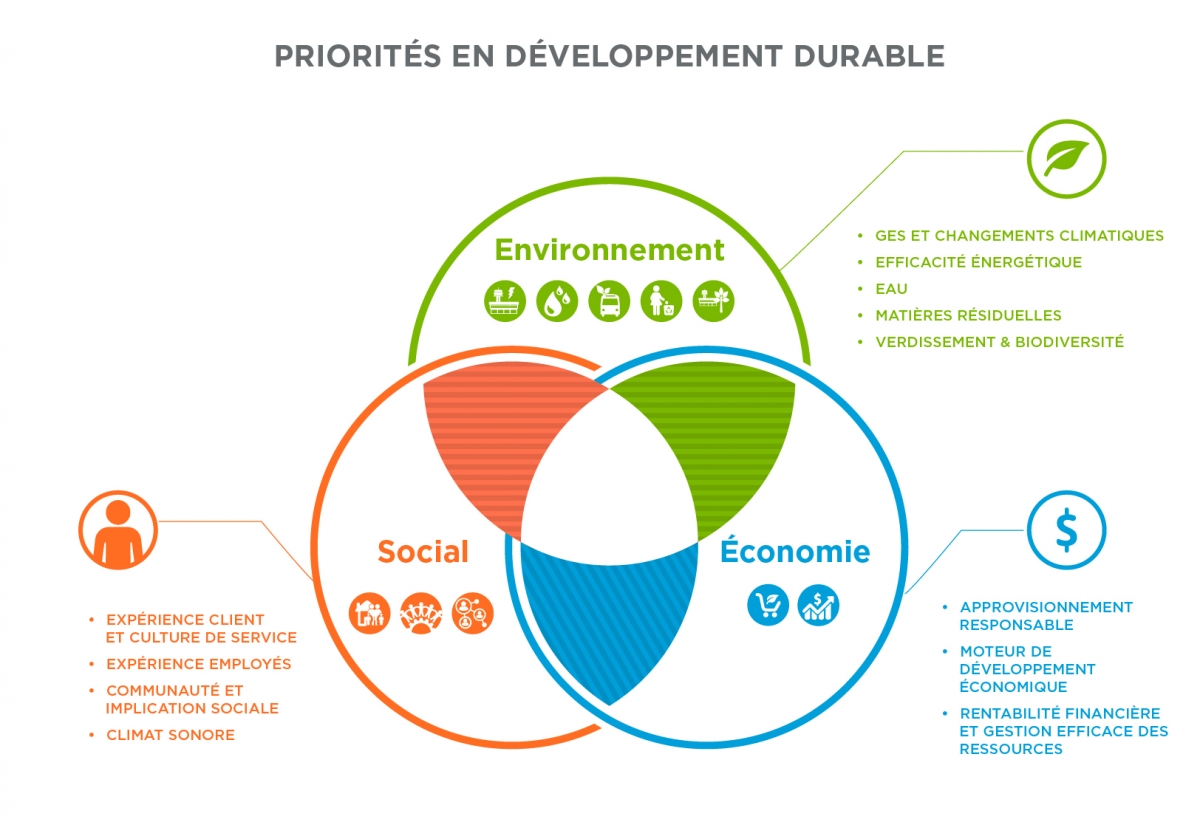 PRIORITÉS EN DÉVELOPPEMENT DURABLE
Environnement
• GES ET CHANGEMENTS CLIMATIQUES
• EFFICACITÉ ÉNERGÉTIQUE
• EAU
• MATIÈRES RÉSIDUELLES
• VERDISSEMENT & BIODIVERSITÉ
Social
• EXPÉRIENCE CLIENT
ET CULTURE DE SERVICE
• EXPÉRIENCE EMPLOYÉS
• COMMUNAUTÉ ET
IMPLICATION SOCIALE
• CLIMAT SONORE
Économie
$
$
• APPROVISIONNEMENT
RESPONSABLE
• MOTEUR DE
DÉVELOPPEMENT
ÉCONOMIQUE
• RENTABILITÉ FINANCIÈRE
ET GESTION EFFICACE DES
RESSOURCES